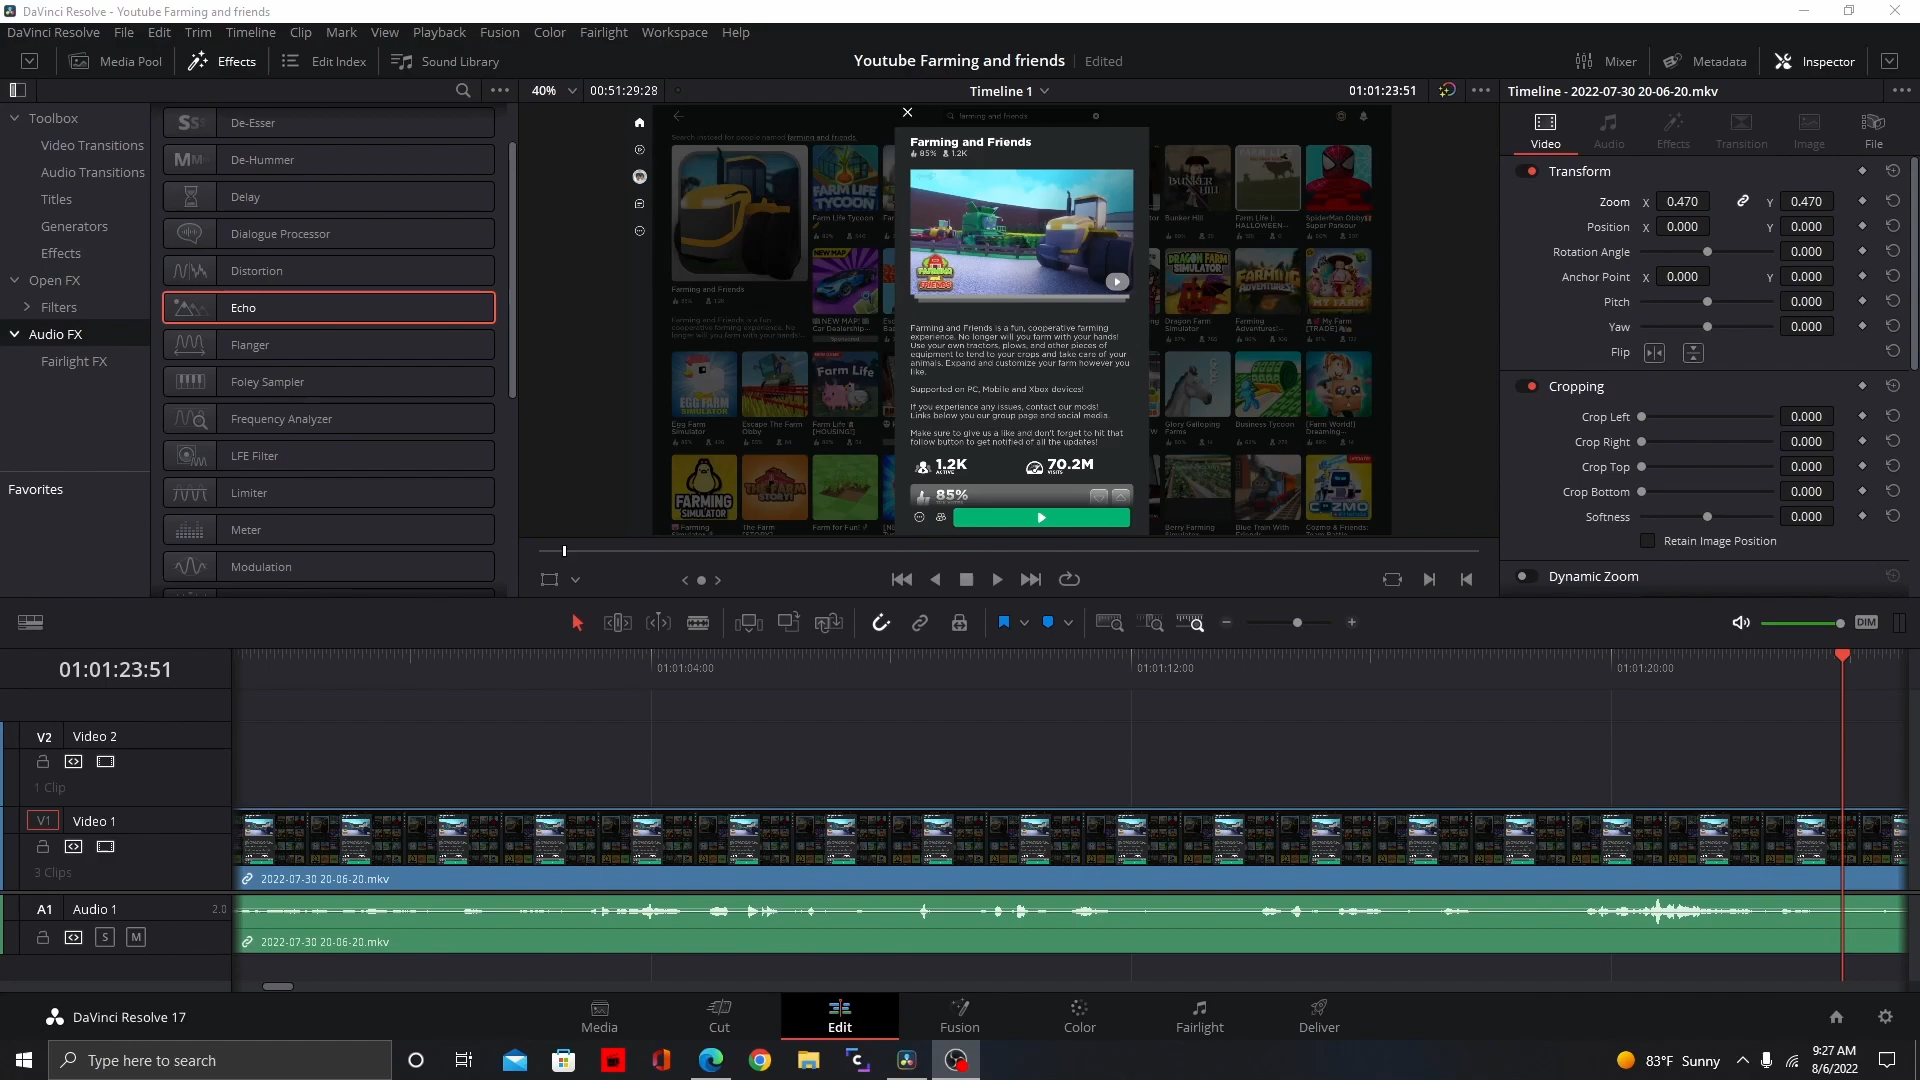 DaVinci Resolve - Youtube Farming and friends
DaVinci Resolve File Edit Trim Timeline Clip Mark View Playback Fusion Color Fairlight Workspace Help
Media Pool Effects Edit Index Sound Library
Youtube Farming and friends Edited
Mixer Metadata Inspector
40% 00:51:29:28 Timeline 1 01:01:23:51
Timeline - 2022-07-30 20-06-20.mkv
Toolbox
Video Transitions
Audio Transitions
Titles
Generators
Effects
Open FX
Filters
Audio FX
Fairlight FX
Favorites
De-Esser
De-Hummer
Delay
Dialogue Processor
Distortion
Echo
Flanger
Foley Sampler
Frequency Analyzer
LFE Filter
Limiter
Meter
Modulation
farming and friends
Search instead for people named farming and friends.
Farming and Friends
85% 1.2K
Farming and Friends is a fun, cooperative farming
experience. No longer will you farm with your hands!
Use your own tractors, plows, and other pieces of
equipment to tend to your crops and take care of your
animals. Expand and customize your farm however you
like.
Supported on PC, Mobile and Xbox devices!
If you experience any issues, contact our mods!
Links below you our group page and social media.
Make sure to give us a like and don't forget to hit that
follow button to get notified of all the updates!
1.2K
ACTIVE
70.2M
VISITS
85%
Farming and Friends
Farm Life Tycoon
Bunker Hill
SpiderMan Obby
Super Parkour
Dragon Farm
Simulator
Farming
Adventures!
My Farm
[TRADE]
Egg Farm
Simulator
Escape The Farm
Obby
Farm Life
[HOUSING!]
Glory Galloping
Farms
Business Tycoon
[Farm World!]
Dreaming
FARMING
SIMULATOR
THE FARM
STORY!
Farm for Fun!
Berry Farming
Blue Train With
Cozmo & Friends:
Video Audio Effects Transition Image File
Transform
Zoom X 0.470 Y 0.470
Position X 0.000 Y 0.000
Rotation Angle 0.000
Anchor Point X 0.000 Y 0.000
Pitch 0.000
Yaw 0.000
Flip
Cropping
Crop Left 0.000
Crop Right 0.000
Crop Top 0.000
Crop Bottom 0.000
Softness 0.000
Retain Image Position
Dynamic Zoom
DIM
01:01:23:51
01:01:04:00 01:01:12:00 01:01:20:00
V2 Video 2
1 Clip
V1 Video 1
3 Clips
2022-07-30 20-06-20.mkv
A1 Audio 1 2.0
S M
2022-07-30 20-06-20.mkv
DaVinci Resolve 17
Media Cut Edit Fusion Color Fairlight Deliver
Type here to search
83°F Sunny
9:27 AM
8/6/2022